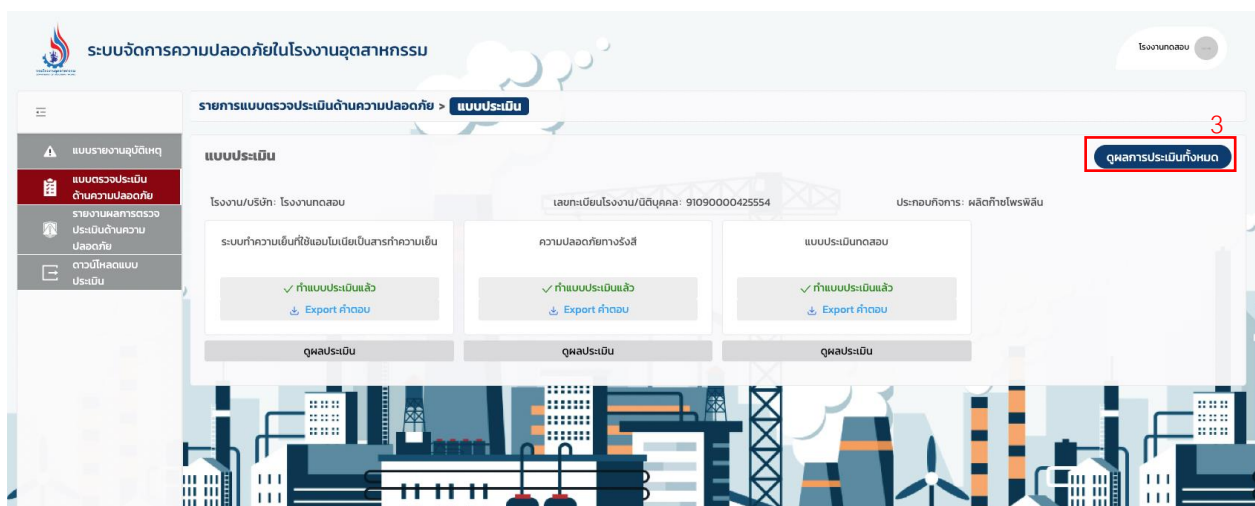 ระบบจัดการความปลอดภัยในโรงงานอุตสาหกรรม
โรงงานทดสอบ
รายการแบบตรวจประเมินด้านความปลอดภัย > แบบประเมิน
3
แบบรายงานอุบัติเหตุ
แบบตรวจประเมิน
ด้านความปลอดภัย
รายงานผลการตรวจ
ประเมินด้านความ
ปลอดภัย
ดาวน์โหลดแบบ
ประเมิน
แบบประเมิน
ดูผลการประเมินทั้งหมด
โรงงาน/บริษัท: โรงงานทดสอบ
เลขทะเบียนโรงงาน/นิติบุคคล: 91090000425554
ประกอบกิจการ: ผลิตก๊าซโพรพิลีน
ระบบทำความเย็นที่ใช้แอมโมเนียเป็นสารทำความเย็น
ทำแบบประเมินแล้ว
Export คำตอบ
ดูผลประเมิน
ความปลอดภัยทางรังสี
ทำแบบประเมินแล้ว
Export คำตอบ
ดูผลประเมิน
แบบประเมินทดสอบ
ทำแบบประเมินแล้ว
Export คำตอบ
ดูผลประเมิน